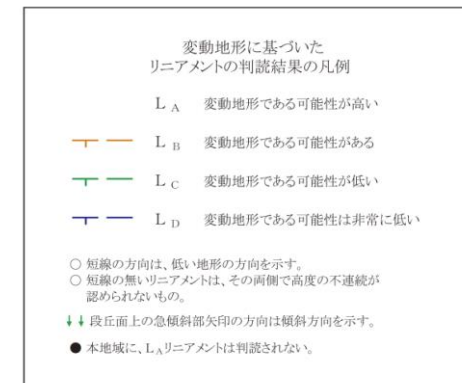 変動地形に基づいた
リニアメントの判読結果の凡例
LA 変動地形である可能性が高い
LB 変動地形である可能性がある
LC 変動地形である可能性が低い
LD 変動地形である可能性は非常に低い
○ 短線の方向は、低い地形の方向を示す。
○ 短線の無いリニアメントは、その両側で高度の不連続が
認められないもの。
↓↓ 段丘面上の急傾斜部矢印の方向は傾斜方向を示す。
● 本地域に、LAリニアメントは判読されない。